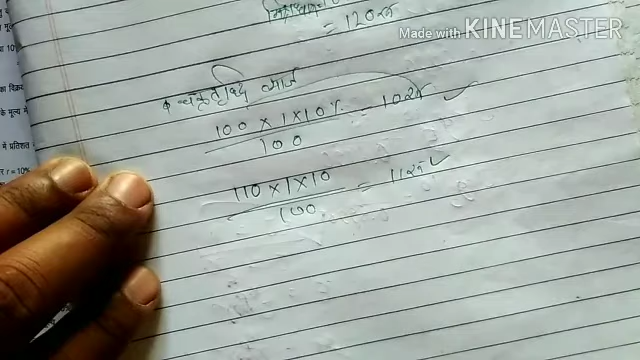 = 120रु
Made with KINEMASTER
चक्रवृद्धि ब्याज
100 × 1 × 10% / 100 = 10रु ✓
110 × 1 × 10 / 100 = 11रु ✓